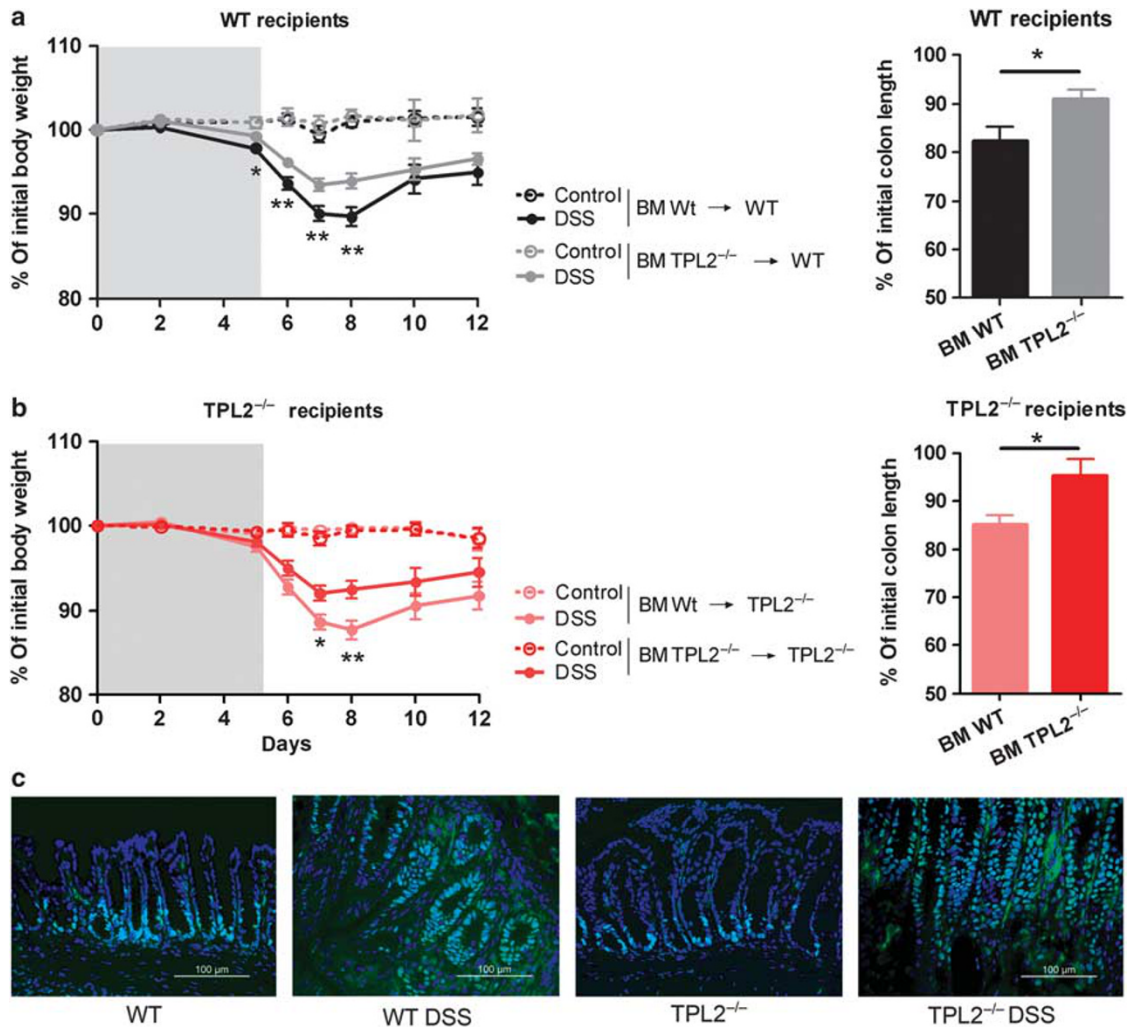 a
WT recipients
% Of initial body weight
110
100
90
80
0 2 4 6 8 10 12
*
**
**
**
Control
DSS
BM Wt → WT
Control
DSS
BM TPL2⁻/⁻ → WT
WT recipients
% Of initial colon length
100
90
80
70
60
50
*
BM WT
BM TPL2⁻/⁻
b
TPL2⁻/⁻ recipients
% Of initial body weight
110
100
90
80
0 2 4 6 8 10 12
Days
*
**
Control
DSS
BM Wt → TPL2⁻/⁻
Control
DSS
BM TPL2⁻/⁻ → TPL2⁻/⁻
TPL2⁻/⁻ recipients
% Of initial colon length
100
90
80
70
60
50
*
BM WT
BM TPL2⁻/⁻
c
100 µm
100 µm
100 µm
100 µm
WT
WT DSS
TPL2⁻/⁻
TPL2⁻/⁻ DSS